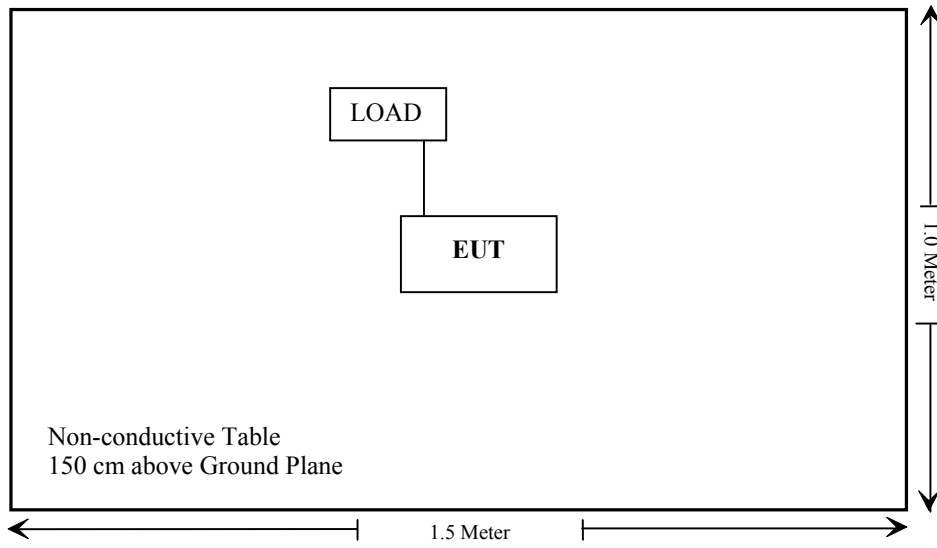 LOAD
EUT
1.0 Meter
Non-conductive Table
150 cm above Ground Plane
1.5 Meter